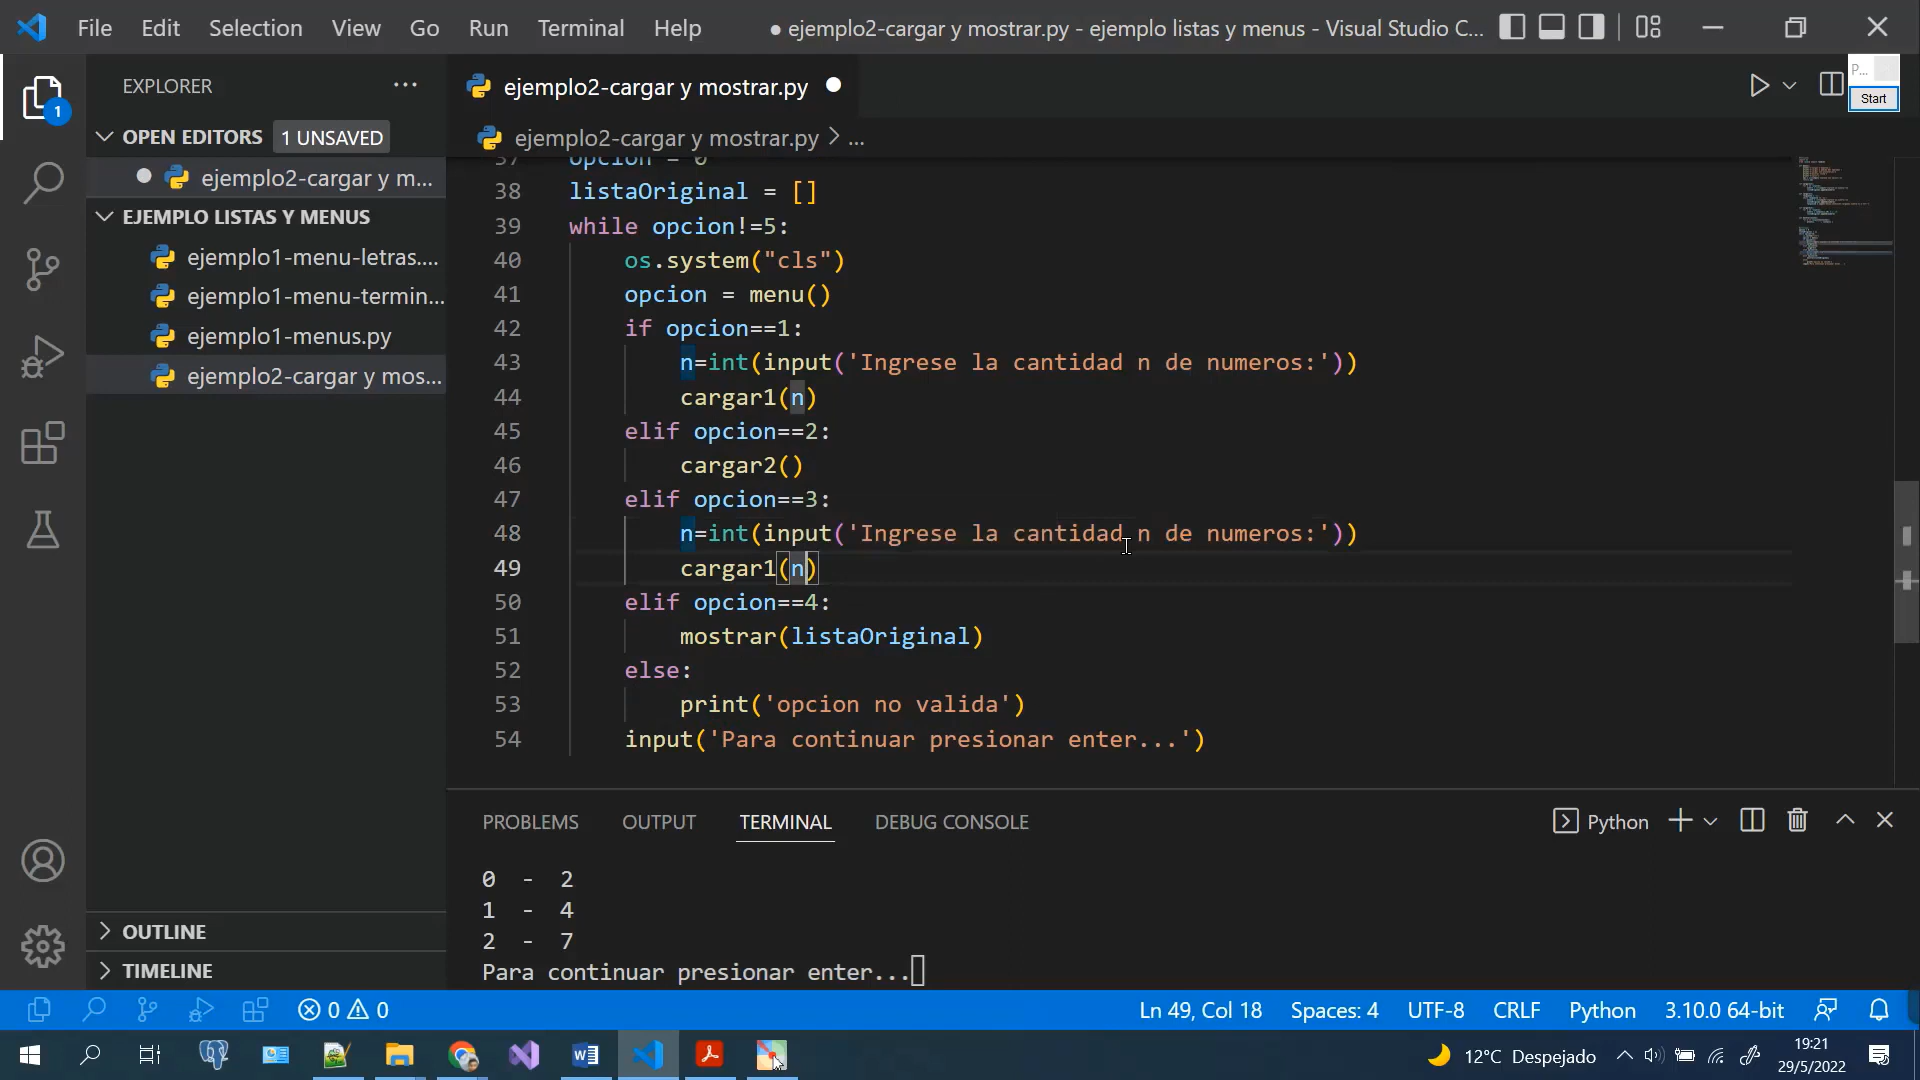 File Edit Selection View Go Run Terminal Help
● ejemplo2-cargar y mostrar.py - ejemplo listas y menus - Visual Studio C...
P...
Start
EXPLORER ...
OPEN EDITORS 1 UNSAVED
ejemplo2-cargar y m...
EJEMPLO LISTAS Y MENUS
ejemplo1-menu-letras....
ejemplo1-menu-termin...
ejemplo1-menus.py
ejemplo2-cargar y mos...
OUTLINE
TIMELINE
1
ejemplo2-cargar y mostrar.py
ejemplo2-cargar y mostrar.py > ...
37 opcion = 0
38 listaOriginal = []
39 while opcion!=5:
40 os.system("cls")
41 opcion = menu()
42 if opcion==1:
43 n=int(input('Ingrese la cantidad n de numeros:'))
44 cargar1(n)
45 elif opcion==2:
46 cargar2()
47 elif opcion==3:
48 n=int(input('Ingrese la cantidad n de numeros:'))
49 cargar1(n)
50 elif opcion==4:
51 mostrar(listaOriginal)
52 else:
53 print('opcion no valida')
54 input('Para continuar presionar enter...')
PROBLEMS OUTPUT TERMINAL DEBUG CONSOLE
Python
0 - 2
1 - 4
2 - 7
Para continuar presionar enter...
0 0
Ln 49, Col 18 Spaces: 4 UTF-8 CRLF Python 3.10.0 64-bit
12°C Despejado
19:21
29/5/2022